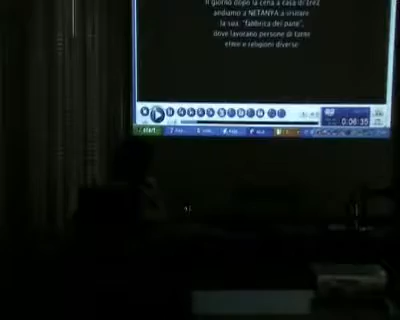 Il giorno dopo la cena a casa di Erez
andiamo a NETANYA a visitare
la sua "fabbrica del pane",
dove lavorano persone di tante
etnie e religioni diverse
start
0:06:35